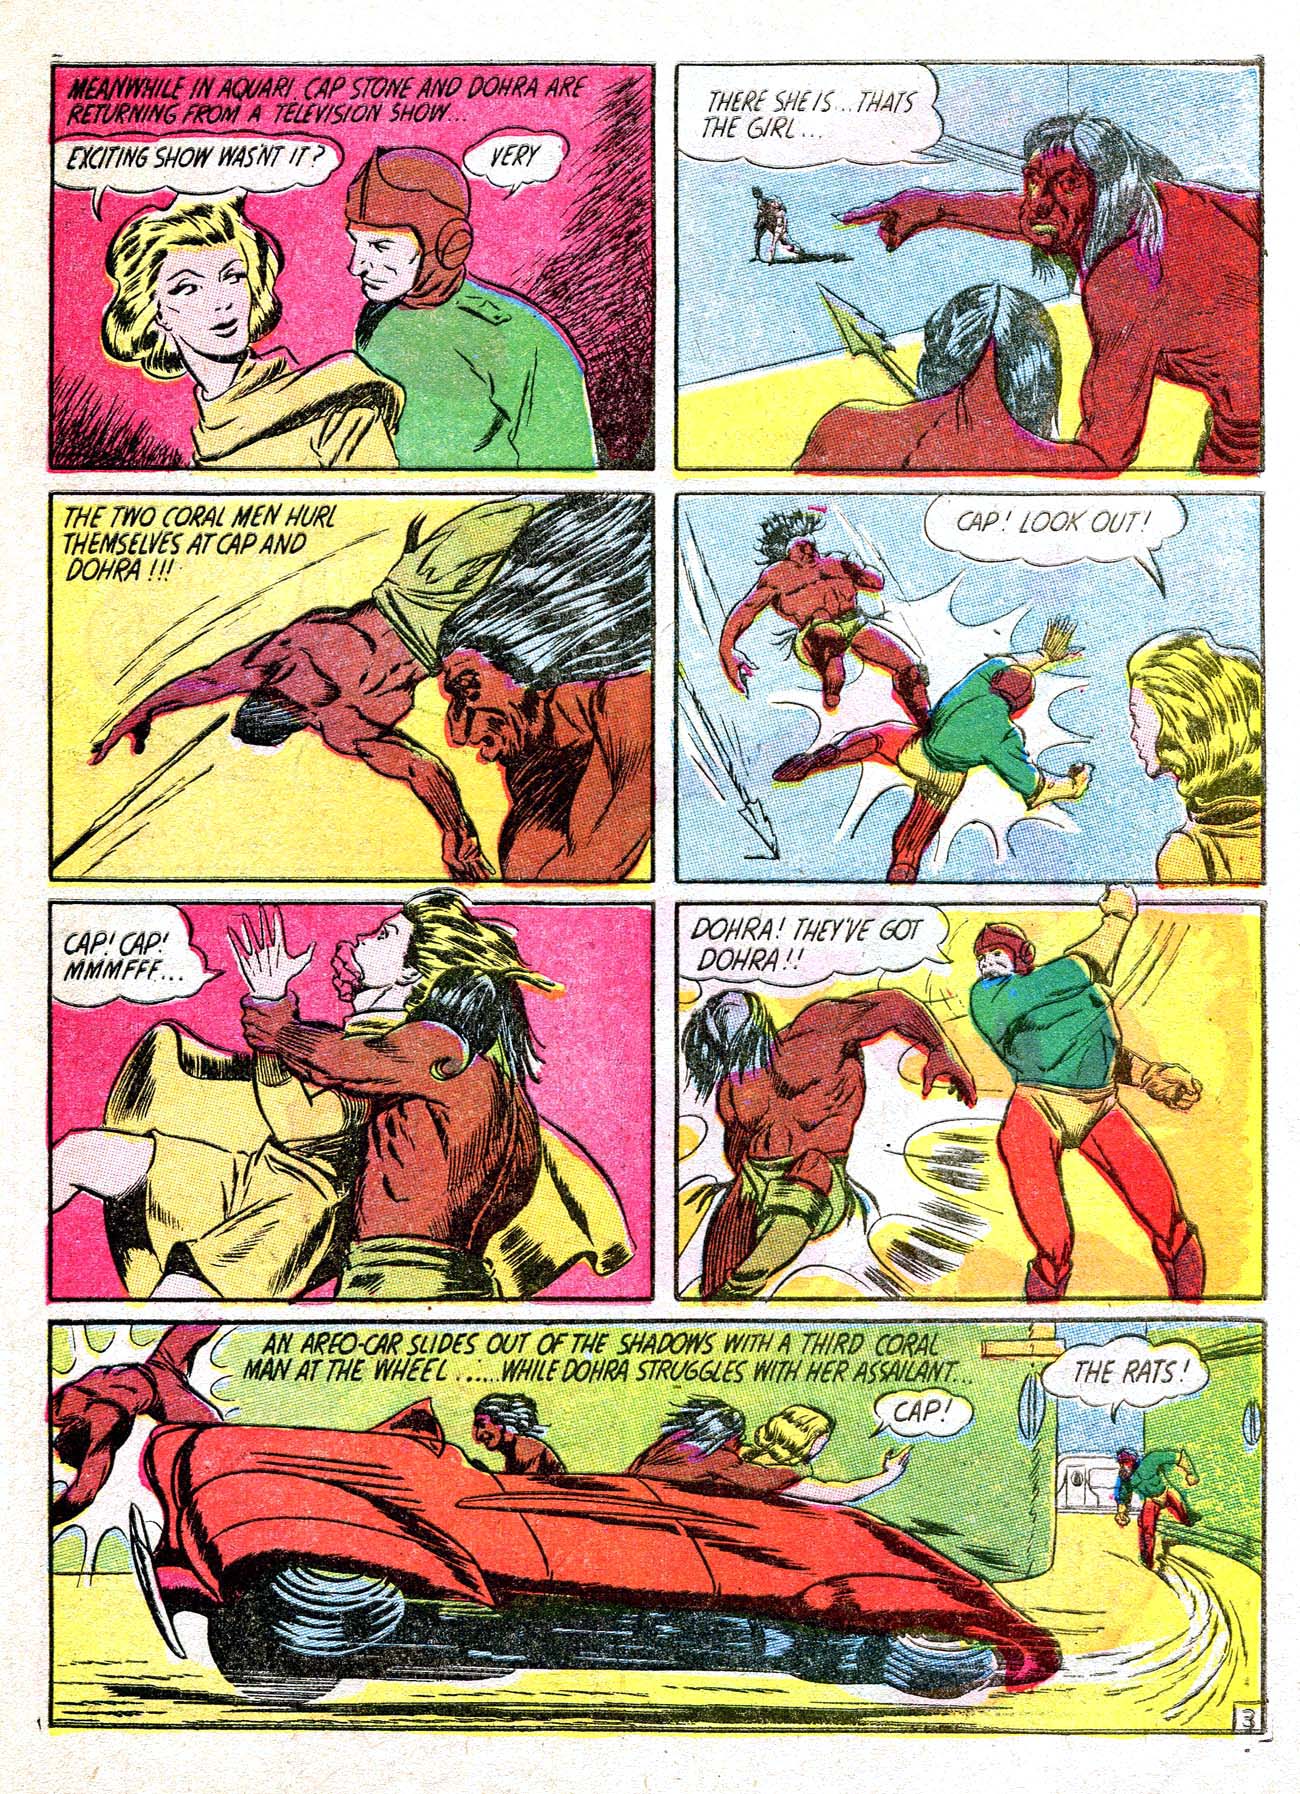 MEANWHILE IN AQUARI. CAP STONE AND DOHRA ARE
RETURNING FROM A TELEVISION SHOW...
EXCITING SHOW WAS'NT IT?
VERY
THERE SHE IS... THATS
THE GIRL...
THE TWO CORAL MEN HURL
THEMSELVES AT CAP AND
DOHRA!!!
CAP! LOOK OUT!
CAP! CAP!
MMMFFF...
DOHRA! THEY'VE GOT
DOHRA!!
AN AREO-CAR SLIDES OUT OF THE SHADOWS WITH A THIRD CORAL
MAN AT THE WHEEL ......WHILE DOHRA STRUGGLES WITH HER ASSAILANT...
CAP!
THE RATS!
3